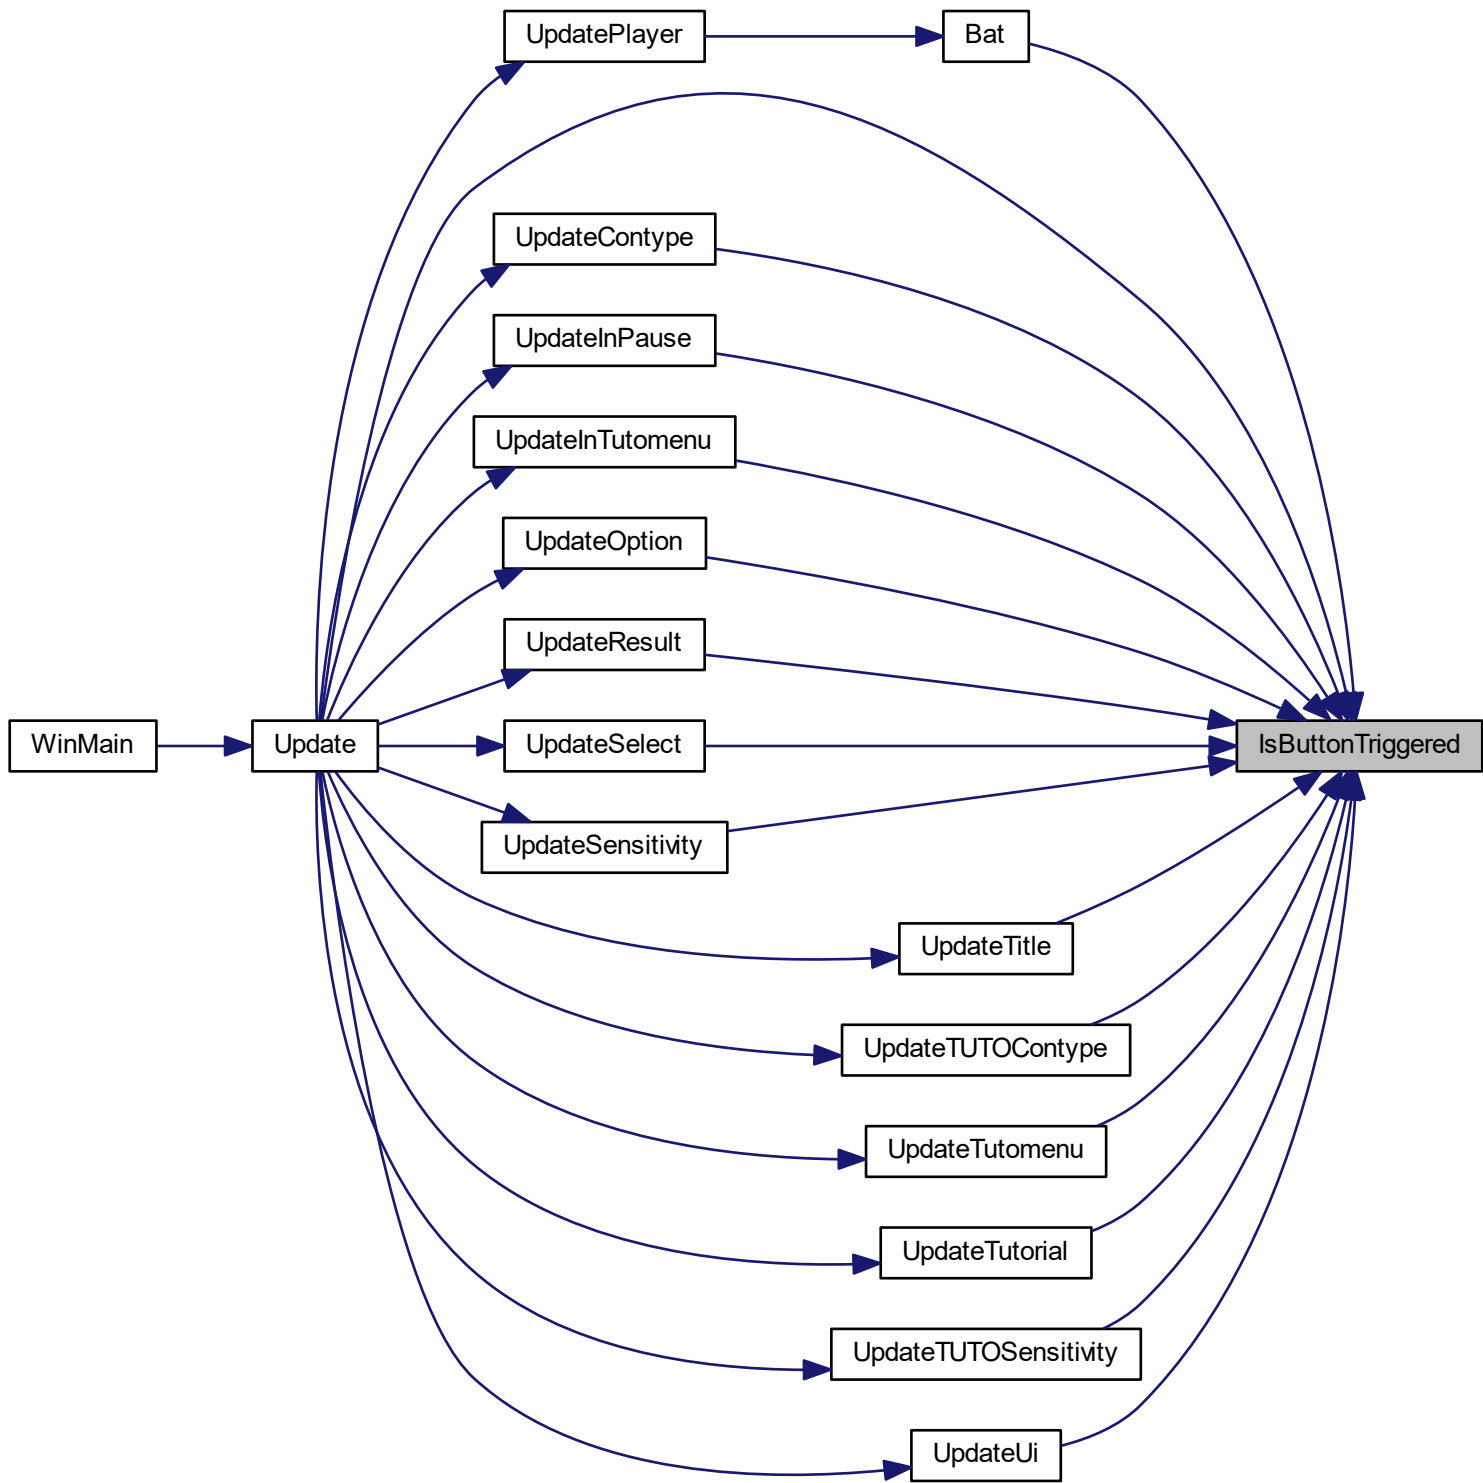 UpdatePlayer
Bat
UpdateContype
UpdateInPause
UpdateInTutomenu
UpdateOption
UpdateResult
WinMain
Update
UpdateSelect
IsButtonTriggered
UpdateSensitivity
UpdateTitle
UpdateTUTOContype
UpdateTutomenu
UpdateTutorial
UpdateTUTOSensitivity
UpdateUi